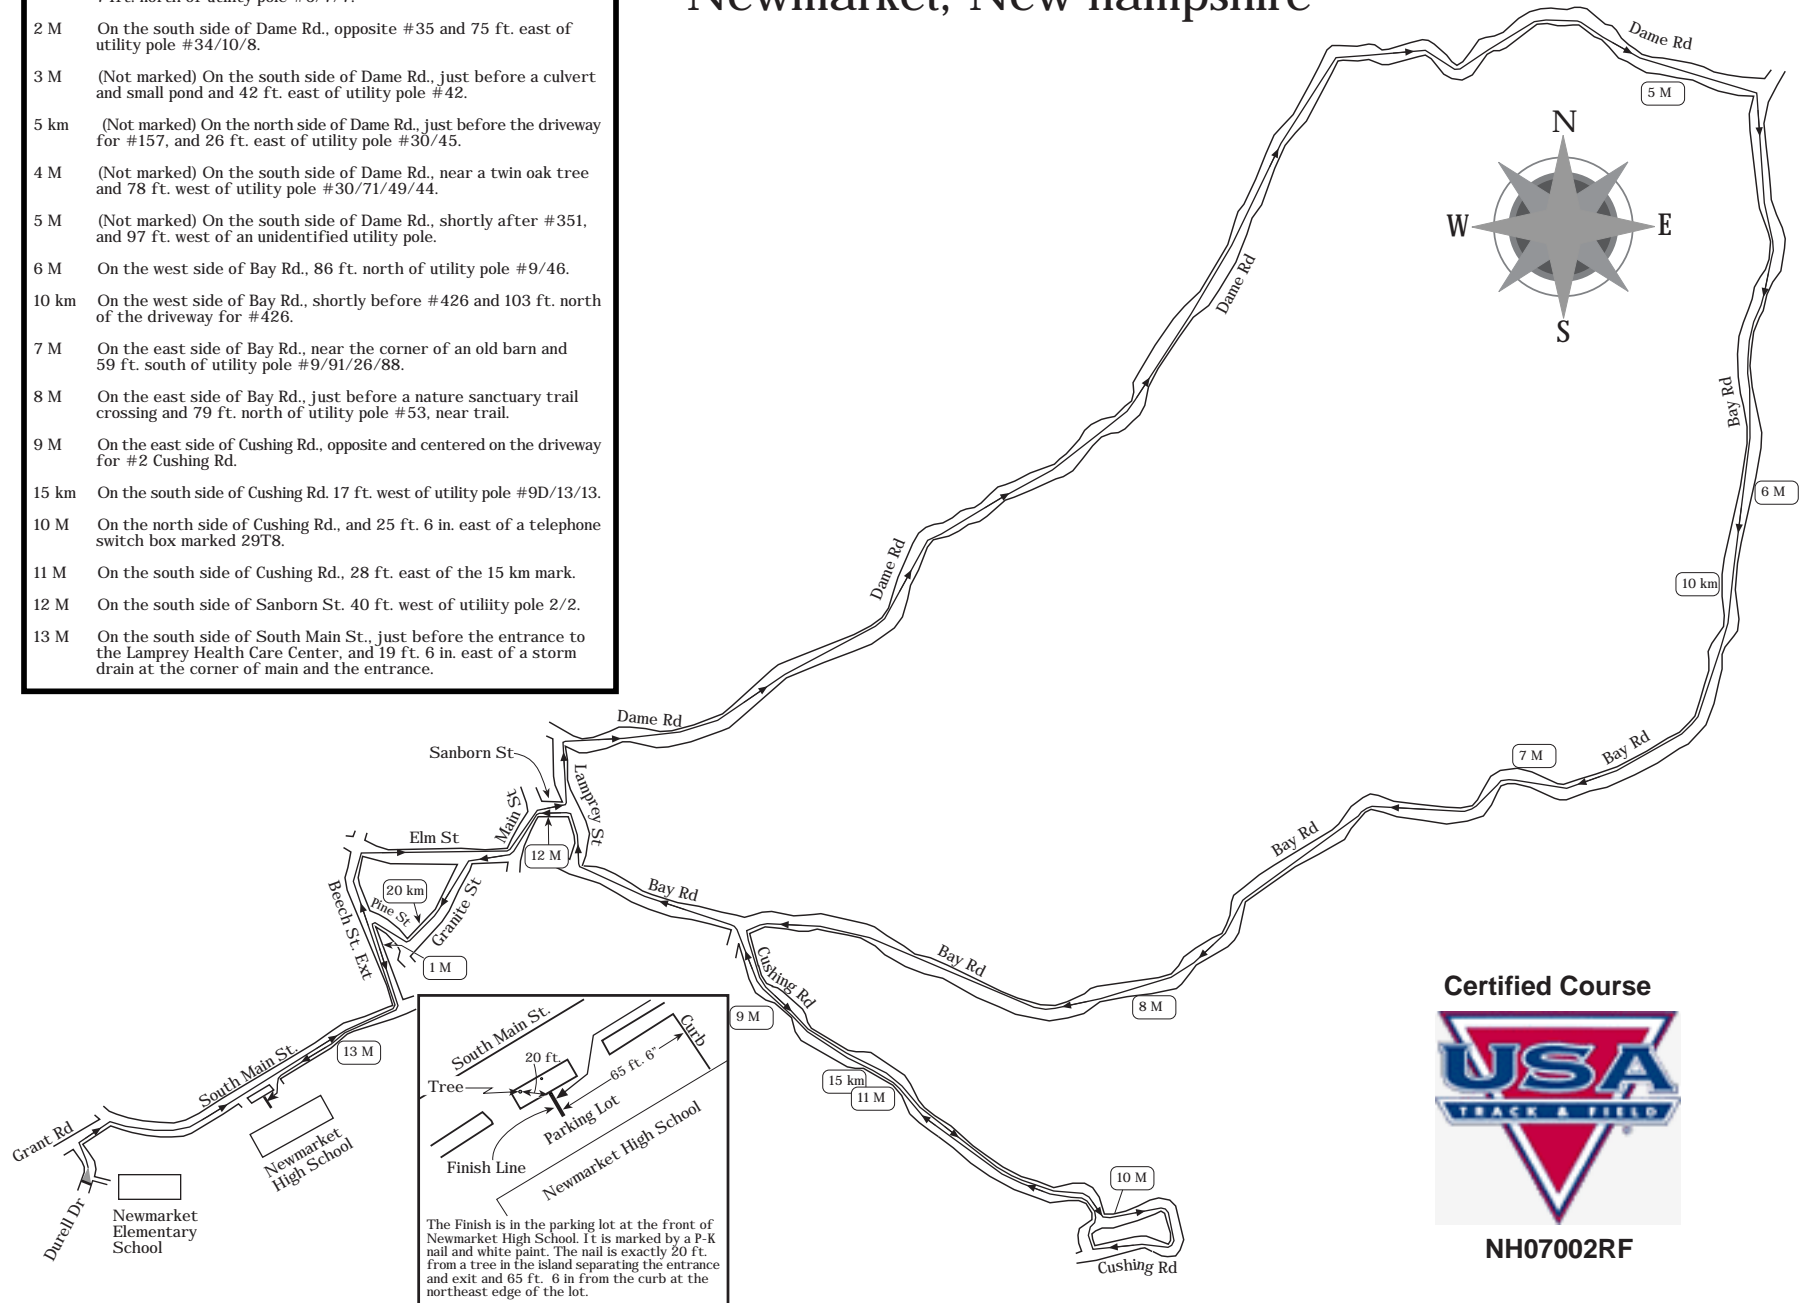 Newmarket, New hampshire
2 M On the south side of Dame Rd., opposite #35 and 75 ft. east of
utility pole #34/10/8.
3 M (Not marked) On the south side of Dame Rd., just before a culvert
and small pond and 42 ft. east of utility pole #42.
5 km (Not marked) On the north side of Dame Rd., just before the driveway
for #157, and 26 ft. east of utility pole #30/45.
4 M (Not marked) On the south side of Dame Rd., near a twin oak tree
and 78 ft. west of utility pole #30/71/49/44.
5 M (Not marked) On the south side of Dame Rd., shortly after #351,
and 97 ft. west of an unidentified utility pole.
6 M On the west side of Bay Rd., 86 ft. north of utility pole #9/46.
10 km On the west side of Bay Rd., shortly before #426 and 103 ft. north
of the driveway for #426.
7 M On the east side of Bay Rd., near the corner of an old barn and
59 ft. south of utility pole #9/91/26/88.
8 M On the east side of Bay Rd., just before a nature sanctuary trail
crossing and 79 ft. north of utility pole #53, near trail.
9 M On the east side of Cushing Rd., opposite and centered on the driveway
for #2 Cushing Rd.
15 km On the south side of Cushing Rd. 17 ft. west of utility pole #9D/13/13.
10 M On the north side of Cushing Rd., and 25 ft. 6 in. east of a telephone
switch box marked 29T8.
11 M On the south side of Cushing Rd., 28 ft. east of the 15 km mark.
12 M On the south side of Sanborn St. 40 ft. west of utiliity pole 2/2.
13 M On the south side of South Main St., just before the entrance to
the Lamprey Health Care Center, and 19 ft. 6 in. east of a storm
drain at the corner of main and the entrance.
Dame Rd
5 M
N
W
E
S
Dame Rd
Bay Rd
6 M
Dame Rd
10 km
Dame Rd
Sanborn St
Lamprey St
Main St
Elm St
12 M
7 M
Bay Rd
Bay Rd
20 km
Pine St
Granite St
Beech St. Ext
1 M
Bay Rd
Bay Rd
Cushing Rd
9 M
8 M
13 M
South Main St.
Grant Rd
Durell Dr
Newmarket
High School
Newmarket
Elementary
School
15 km
11 M
10 M
Cushing Rd
South Main St.
Curb
20 ft.
65 ft. 6"
Tree
Parking Lot
Finish Line
Newmarket High School
The Finish is in the parking lot at the front of
Newmarket High School. It is marked by a P-K
nail and white paint. The nail is exactly 20 ft.
from a tree in the island separating the entrance
and exit and 65 ft. 6 in from the curb at the
northeast edge of the lot.
Certified Course
USA
TRACK & FIELD
®
NH07002RF